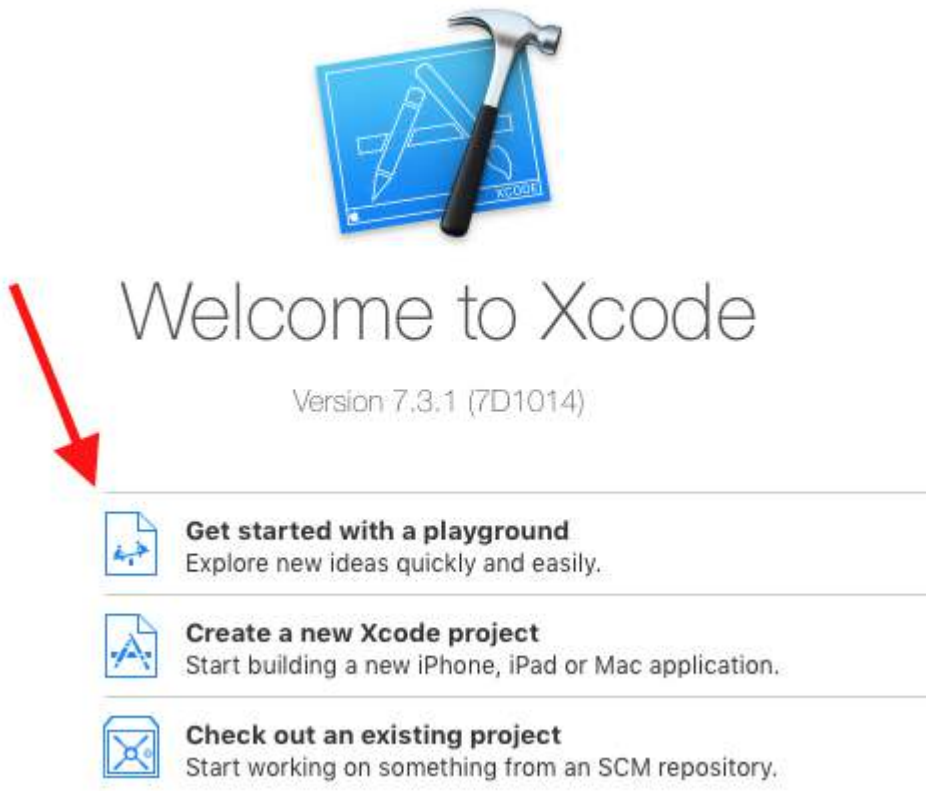 XCODE
Welcome to Xcode
Version 7.3.1 (7D1014)
Get started with a playground
Explore new ideas quickly and easily.
Create a new Xcode project
Start building a new iPhone, iPad or Mac application.
Check out an existing project
Start working on something from an SCM repository.